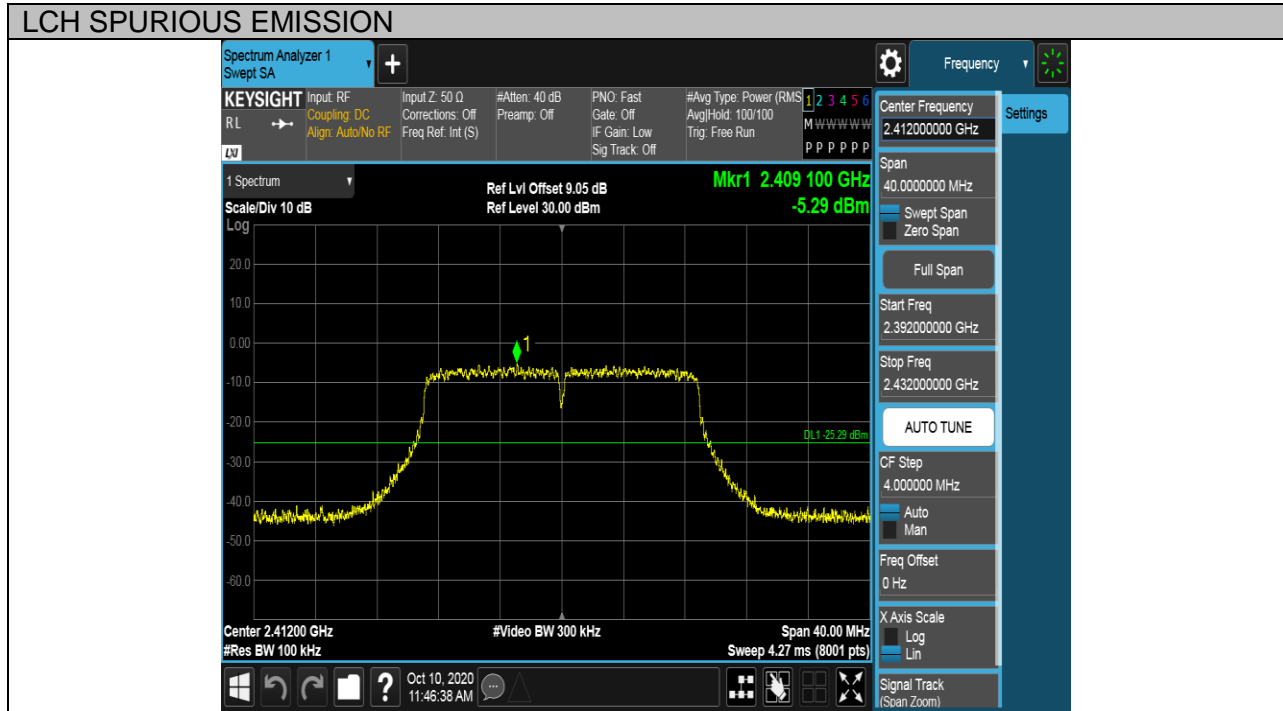 LCH SPURIOUS EMISSION
Spectrum Analyzer 1
Swept SA
+
Frequency
KEYSIGHT
RL
LXI
Input: RF
Coupling: DC
Align: Auto/No RF
Input Z: 50 Ω
Corrections: Off
Freq Ref: Int (S)
#Atten: 40 dB
Preamp: Off
PNO: Fast
Gate: Off
IF Gain: Low
Sig Track: Off
#Avg Type: Power (RMS
Avg|Hold: 100/100
Trig: Free Run
1 2 3 4 5 6
M W W W W W
P P P P P P
1 Spectrum
Scale/Div 10 dB
Ref Lvl Offset 9.05 dB
Ref Level 30.00 dBm
Mkr1 2.409 100 GHz
-5.29 dBm
Log
20.0
10.0
0.00
-10.0
-20.0
-30.0
-40.0
-50.0
-60.0
1
DL1 -25.29 dBm
Center 2.41200 GHz
#Res BW 100 kHz
#Video BW 300 kHz
Span 40.00 MHz
Sweep 4.27 ms (8001 pts)
?
Oct 10, 2020
11:46:38 AM
Center Frequency
2.412000000 GHz
Settings
Span
40.0000000 MHz
Swept Span
Zero Span
Full Span
Start Freq
2.392000000 GHz
Stop Freq
2.432000000 GHz
AUTO TUNE
CF Step
4.000000 MHz
Auto
Man
Freq Offset
0 Hz
X Axis Scale
Log
Lin
Signal Track
(Span Zoom)